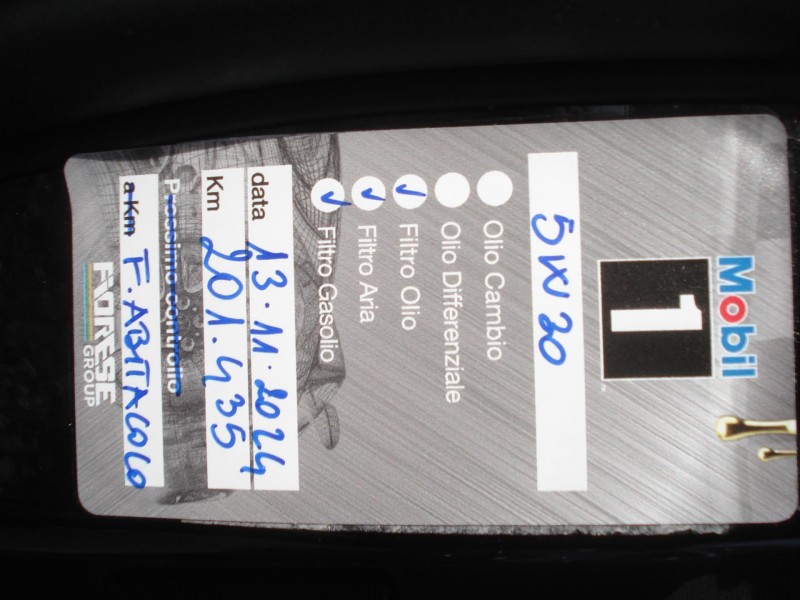 Mobil
1
5W30
Olio Cambio
Olio Differenziale
Filtro Olio
Filtro Aria
Filtro Gasolio
data 13.11.2024
Km 201.435
Prossimo controllo
a Km F. ABITACOLO
FIORESE
GROUP